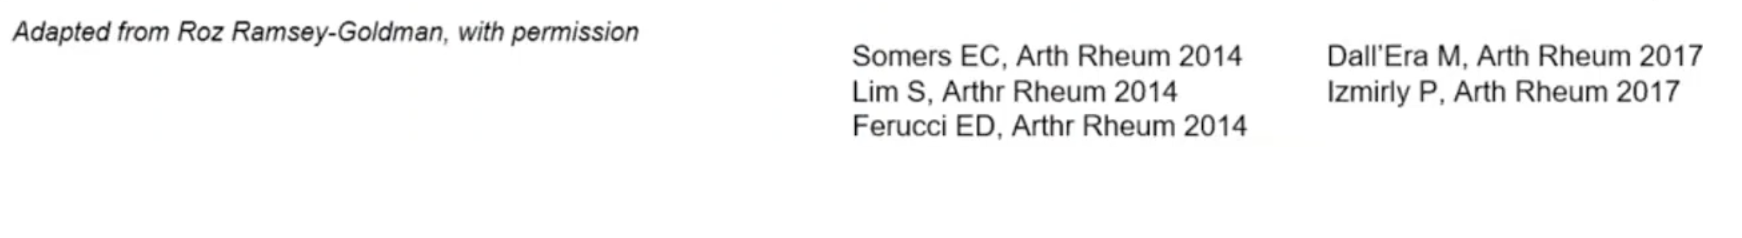 Adapted from Roz Ramsey-Goldman, with permission
Somers EC, Arth Rheum 2014
Lim S, Arthr Rheum 2014
Ferucci ED, Arthr Rheum 2014
Dall'Era M, Arth Rheum 2017
Izmirly P, Arth Rheum 2017